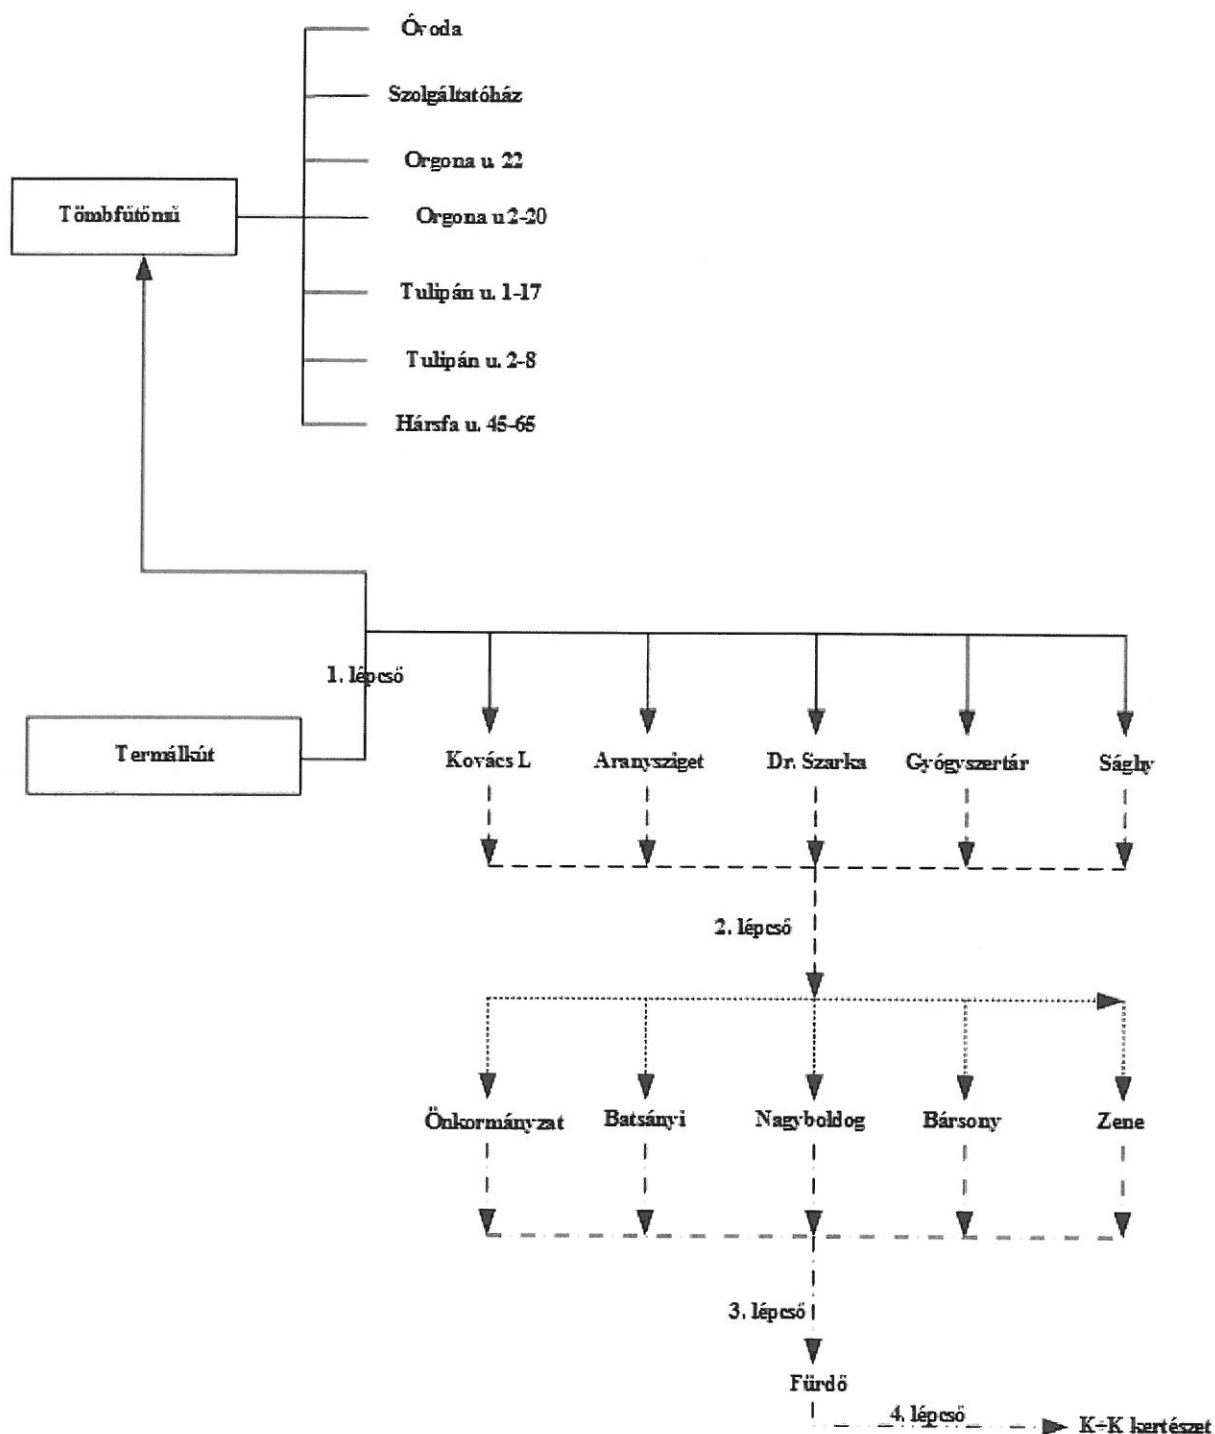 Óvoda
Szolgáltatóház
Orgona u. 22
Tömbfűtőmű
Orgona u 2-20
Tulipán u. 1-17
Tulipán u. 2-8
Hársfa u. 45-65
1. lépcső
Termálkút
Kovács L
Aranysziget
Dr. Szarka
Gyógyszertár
Sághy
2. lépcső
Önkormányzat
Batsányi
Nagyboldog
Bársony
Zene
3. lépcső
Fürdő
4. lépcső
K+K kertészet